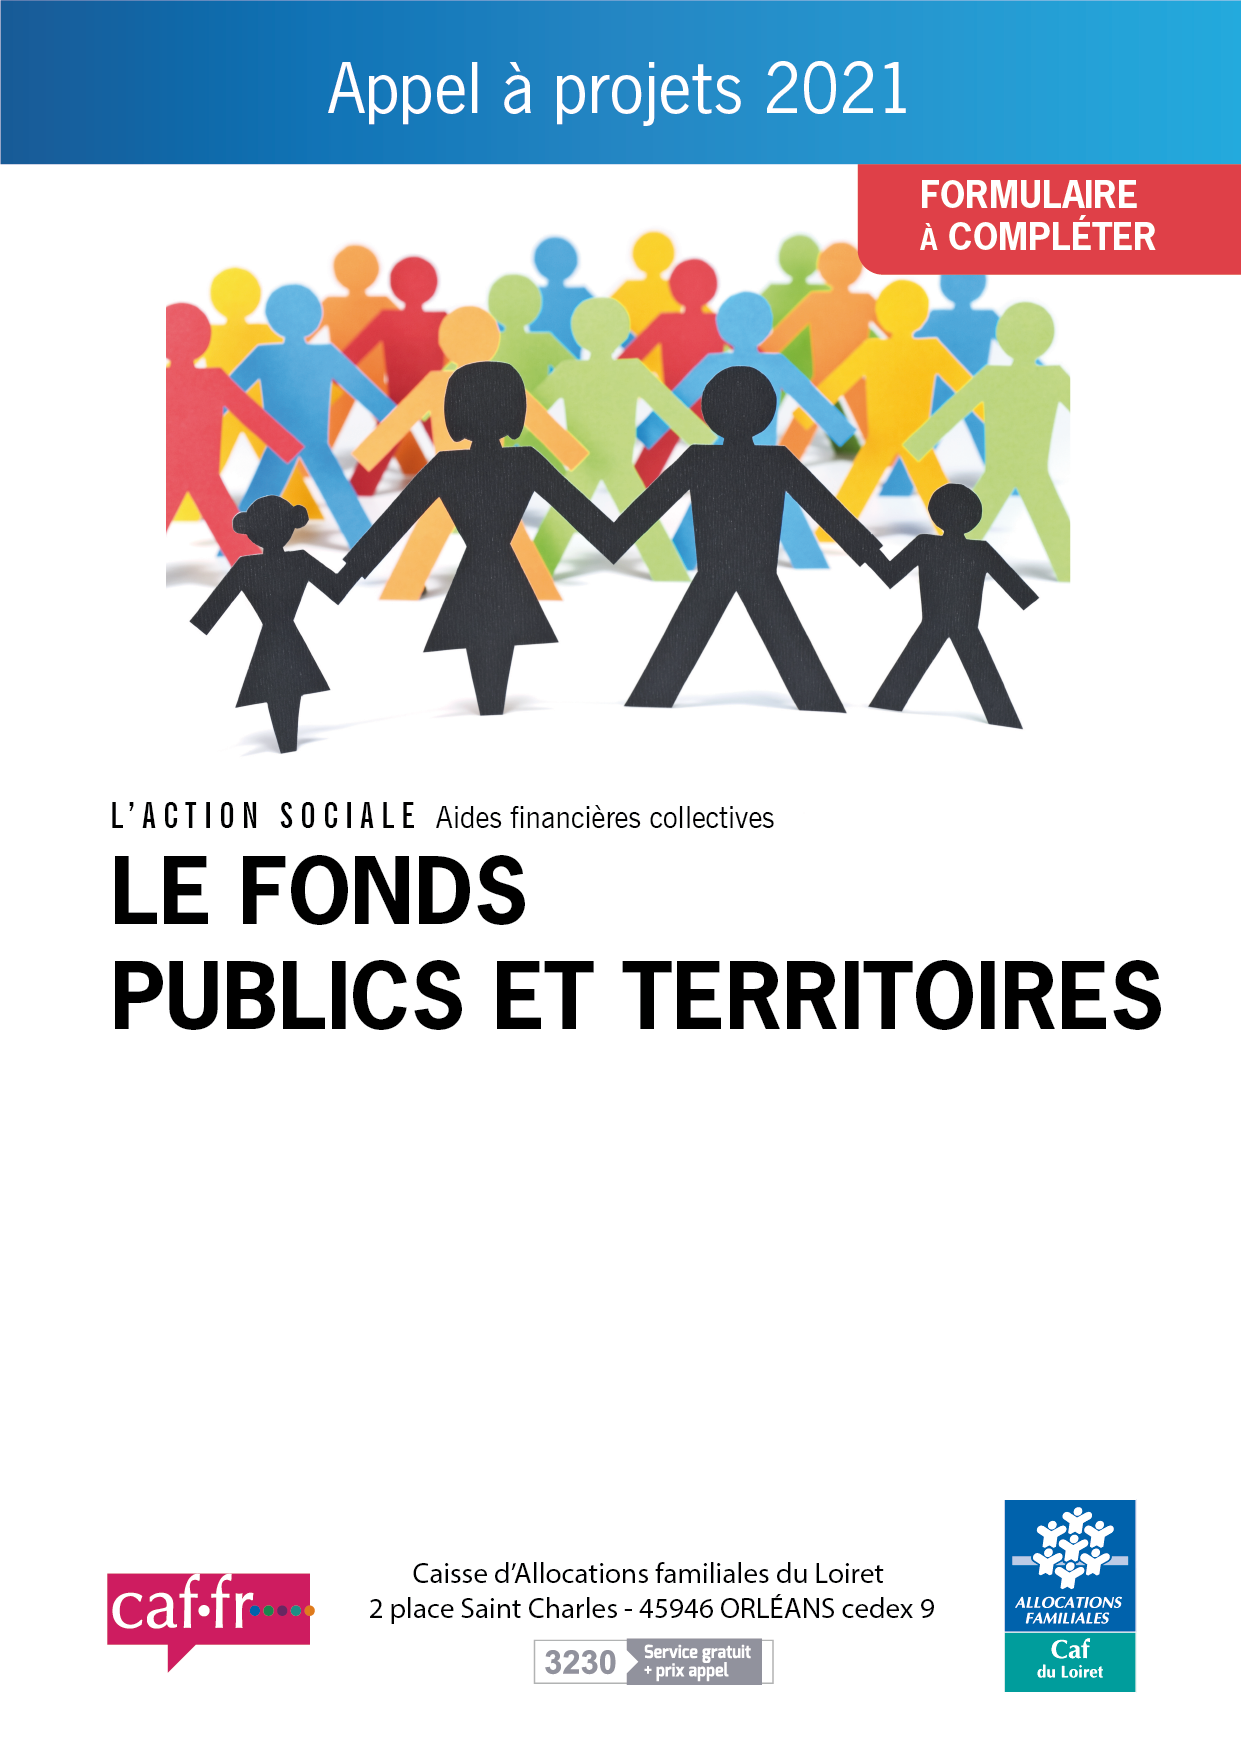 Appel à projets 2021
FORMULAIRE
À COMPLÉTER
L'ACTION SOCIALE Aides financières collectives
LE FONDS
PUBLICS ET TERRITOIRES
caf.fr
Caisse d'Allocations familiales du Loiret
2 place Saint Charles - 45946 ORLÉANS cedex 9
3230 Service gratuit
+ prix appel
ALLOCATIONS
FAMILIALES
Caf
du Loiret